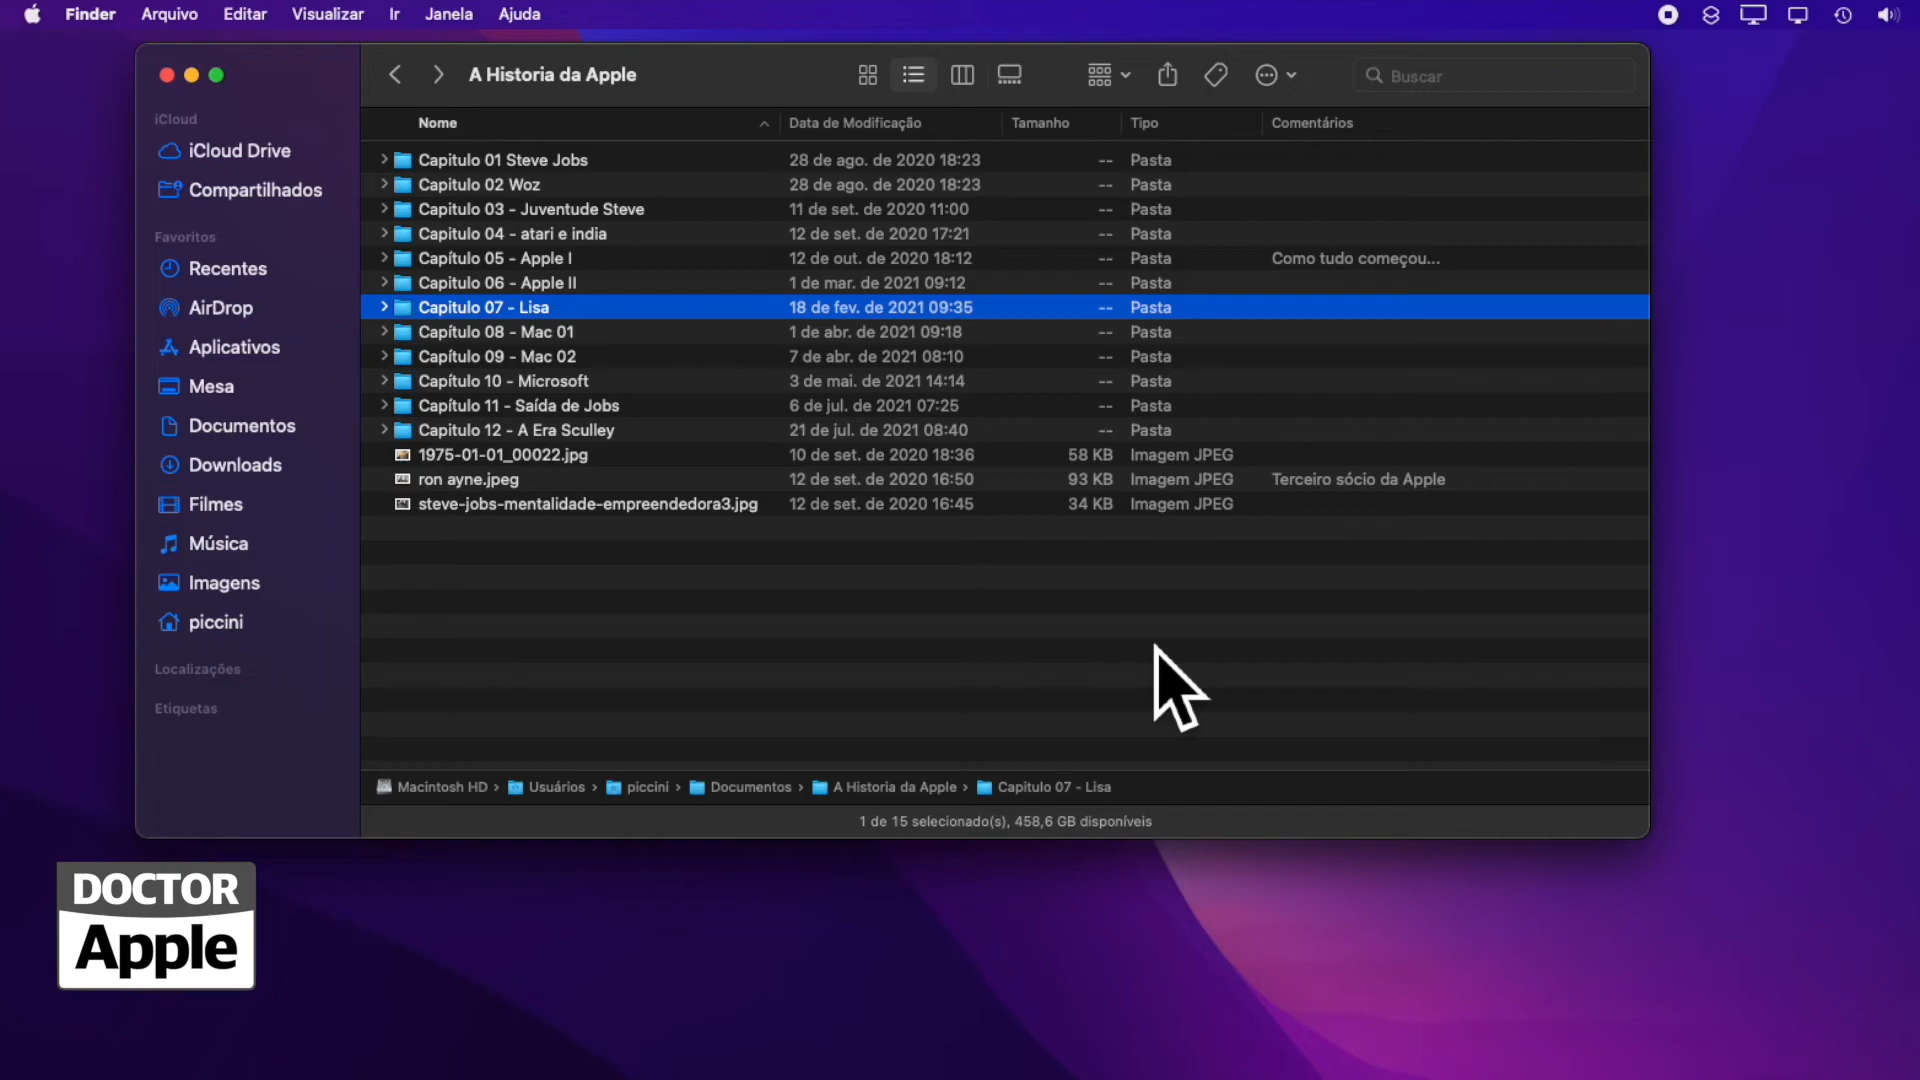 Finder Arquivo Editar Visualizar Ir Janela Ajuda
A Historia da Apple
Buscar
iCloud
iCloud Drive
Compartilhados
Favoritos
Recentes
AirDrop
Aplicativos
Mesa
Documentos
Downloads
Filmes
Música
Imagens
piccini
Localizações
Etiquetas
Nome Data de Modificação Tamanho Tipo Comentários
Capitulo 01 Steve Jobs 28 de ago. de 2020 18:23 -- Pasta
Capitulo 02 Woz 28 de ago. de 2020 18:23 -- Pasta
Capitulo 03 - Juventude Steve 11 de set. de 2020 11:00 -- Pasta
Capitulo 04 - atari e india 12 de set. de 2020 17:21 -- Pasta
Capítulo 05 - Apple I 12 de out. de 2020 18:12 -- Pasta Como tudo começou...
Capitulo 06 - Apple II 1 de mar. de 2021 09:12 -- Pasta
Capitulo 07 - Lisa 18 de fev. de 2021 09:35 -- Pasta
Capítulo 08 - Mac 01 1 de abr. de 2021 09:18 -- Pasta
Capítulo 09 - Mac 02 7 de abr. de 2021 08:10 -- Pasta
Capítulo 10 - Microsoft 3 de mai. de 2021 14:14 -- Pasta
Capítulo 11 - Saída de Jobs 6 de jul. de 2021 07:25 -- Pasta
Capitulo 12 - A Era Sculley 21 de jul. de 2021 08:40 -- Pasta
1975-01-01_00022.jpg 10 de set. de 2020 18:36 58 KB Imagem JPEG
ron ayne.jpeg 12 de set. de 2020 16:50 93 KB Imagem JPEG Terceiro sócio da Apple
steve-jobs-mentalidade-empreendedora3.jpg 12 de set. de 2020 16:45 34 KB Imagem JPEG
Macintosh HD › Usuários › piccini › Documentos › A Historia da Apple › Capitulo 07 - Lisa
1 de 15 selecionado(s), 458,6 GB disponíveis
DOCTOR
Apple